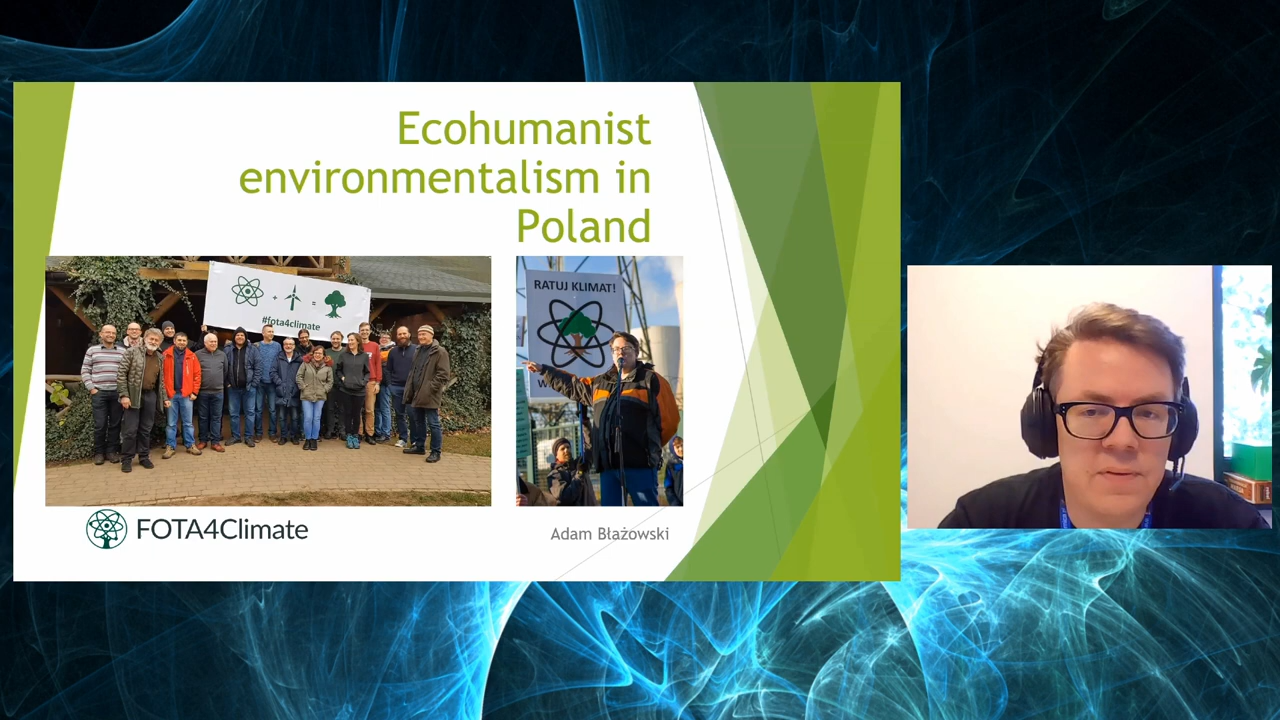 Ecohumanist
environmentalism in
Poland
+ =
#fota4climate
RATUJ KLIMAT!
W
FOTA4Climate
Adam Błażowski